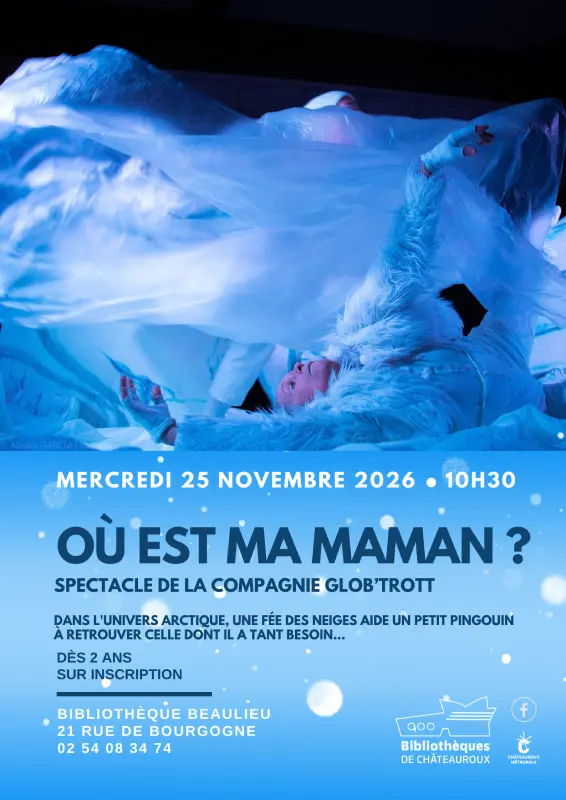 MERCREDI 25 NOVEMBRE 2026 • 10H30
OÙ EST MA MAMAN ?
SPECTACLE DE LA COMPAGNIE GLOB'TROTT
DANS L'UNIVERS ARCTIQUE, UNE FÉE DES NEIGES AIDE UN PETIT PINGOUIN
À RETROUVER CELLE DONT IL A TANT BESOIN...
DÈS 2 ANS
SUR INSCRIPTION
BIBLIOTHÈQUE BEAULIEU
21 RUE DE BOURGOGNE
02 54 08 34 74
Bibliothèques
DE CHÂTEAUROUX
CHÂTEAUROUX
MÉTROPOLE